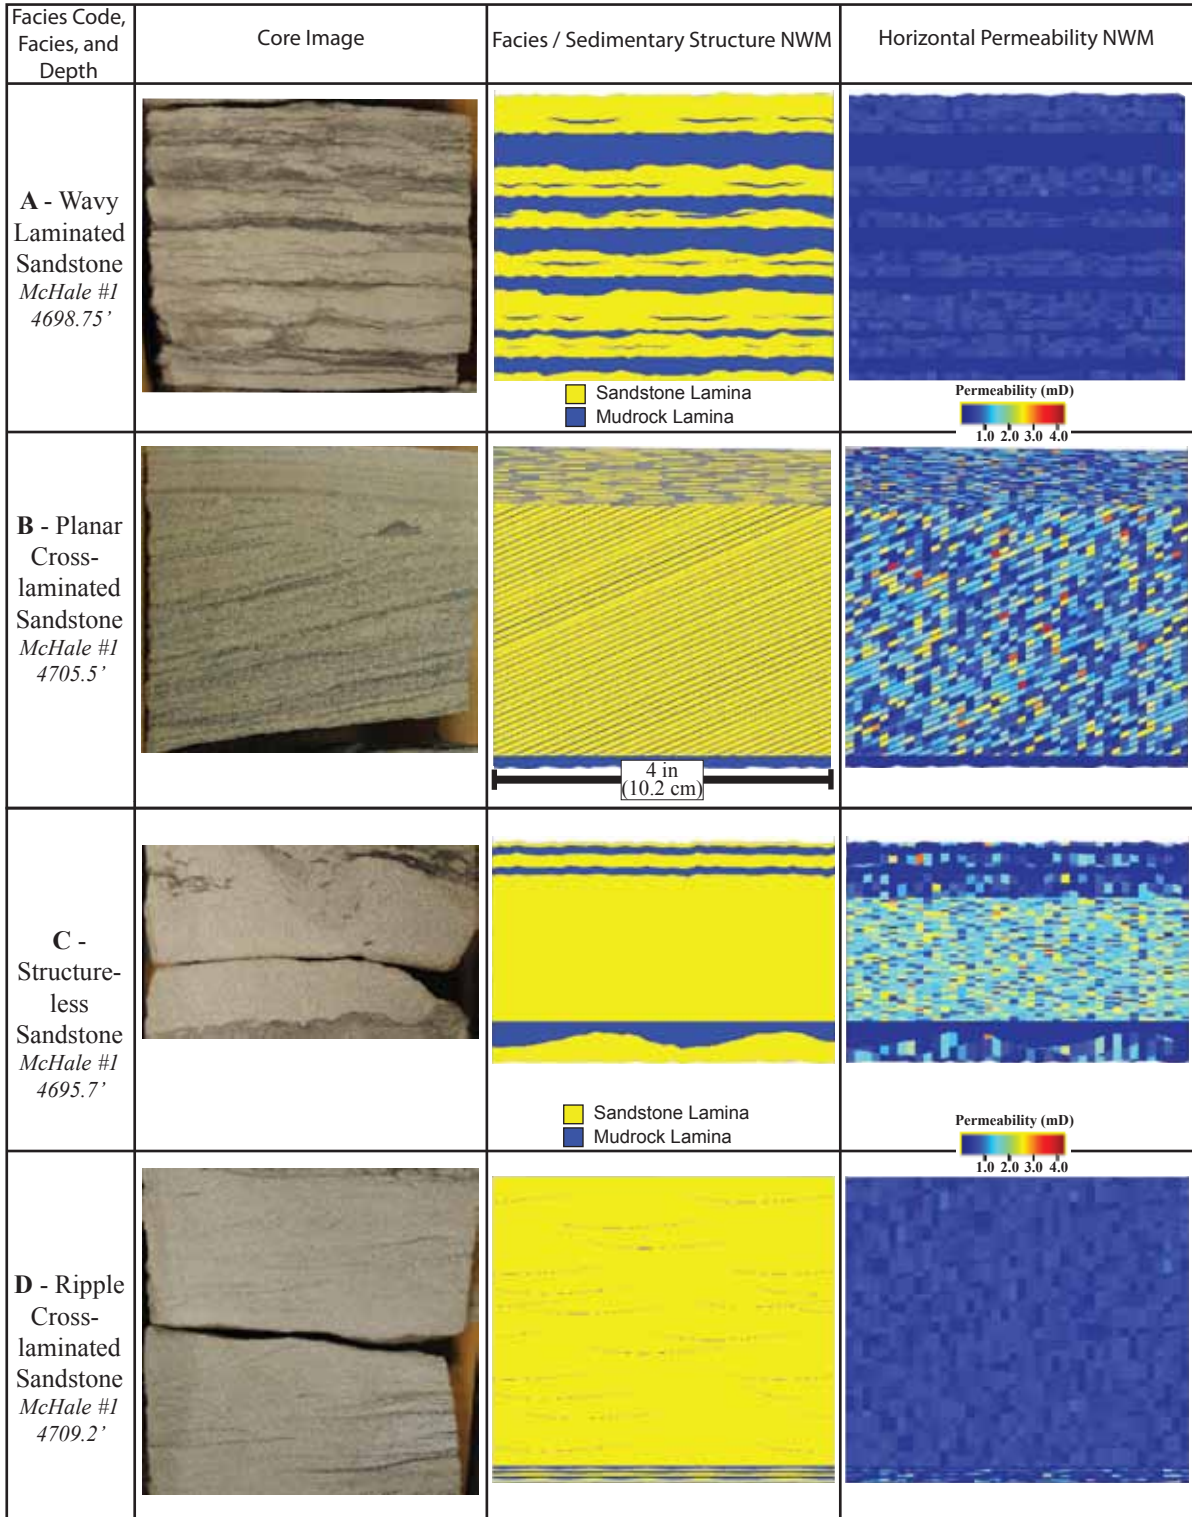 Facies Code,
Facies, and
Depth
Core Image
Facies / Sedimentary Structure NWM
Horizontal Permeability NWM
A - Wavy
Laminated
Sandstone
McHale #1
4698.75’
Sandstone Lamina
Mudrock Lamina
Permeability (mD)
1.0 2.0 3.0 4.0
B - Planar
Cross-
laminated
Sandstone
McHale #1
4705.5’
4 in
(10.2 cm)
C -
Structure-
less
Sandstone
McHale #1
4695.7’
Sandstone Lamina
Mudrock Lamina
Permeability (mD)
1.0 2.0 3.0 4.0
D - Ripple
Cross-
laminated
Sandstone
McHale #1
4709.2’